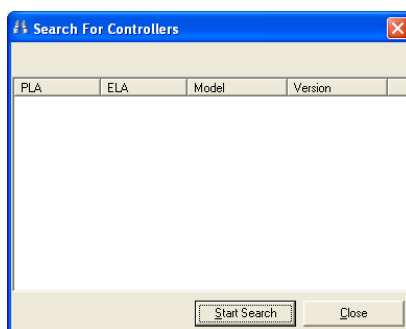 Search For Controllers
PLA ELA Model Version
Start Search Close